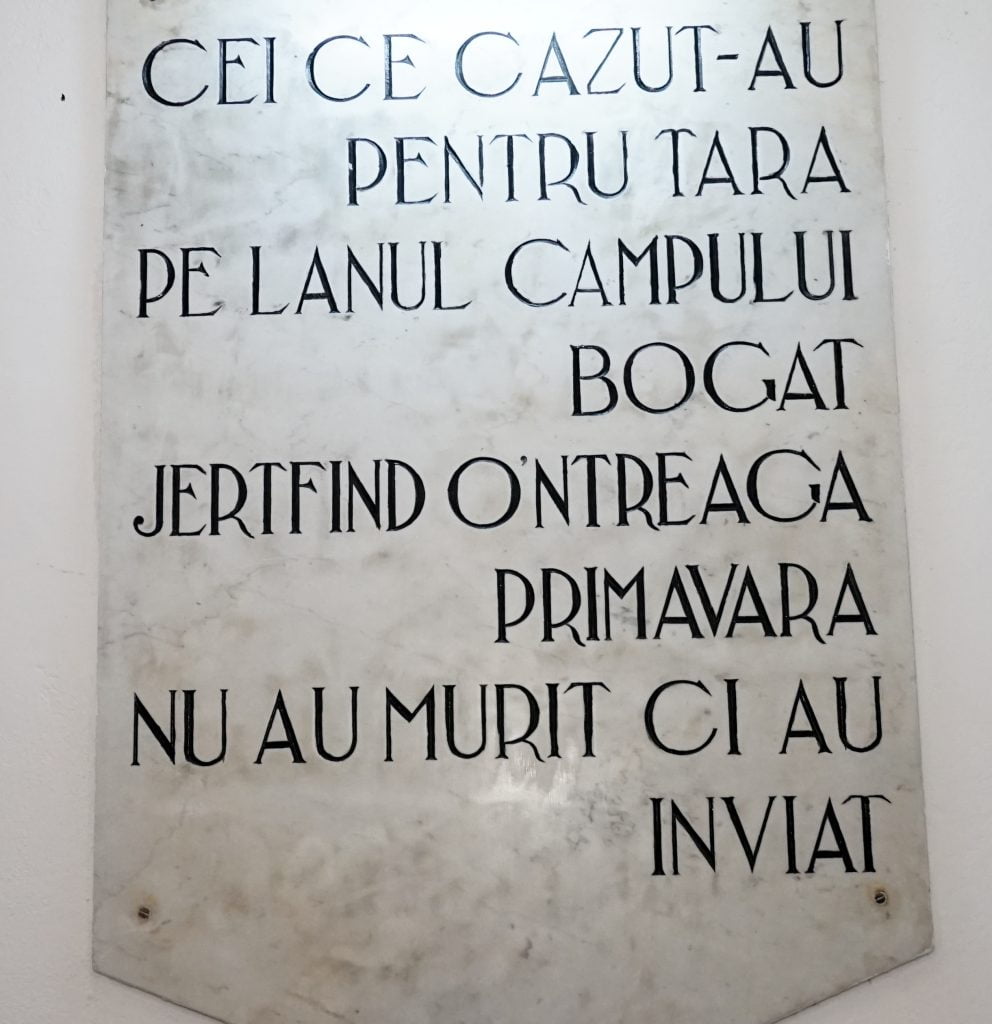 CEI CE CAZUT-AU
PENTRU TARA
PE LANUL CAMPULUI
BOGAT
JERTFIND O'NTREAGA
PRIMAVARA
NU AU MURIT CI AU
INVIAT